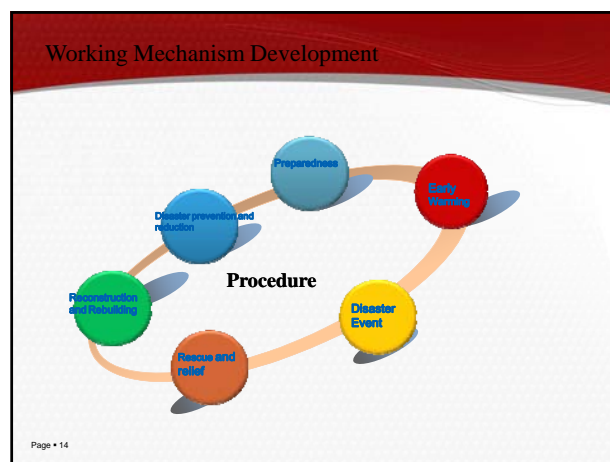 Working Mechanism Development
Preparedness
Early
Warning
Disaster prevention and
reduction
Procedure
Reconstruction
and Rebuilding
Disaster
Event
Rescue and
relief
Page ▪ 14